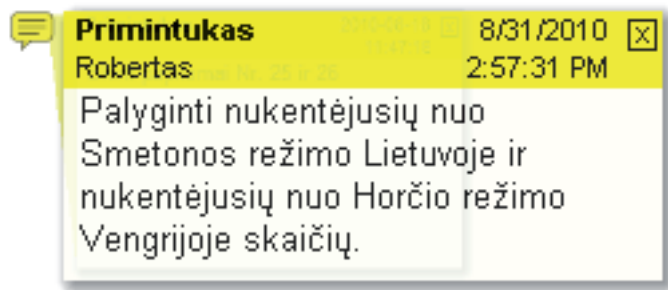 Primintukas 8/31/2010
Robertas 2:57:31 PM
Palyginti nukentėjusių nuo
Smetonos režimo Lietuvoje ir
nukentėjusių nuo Horčio režimo
Vengrijoje skaičių.